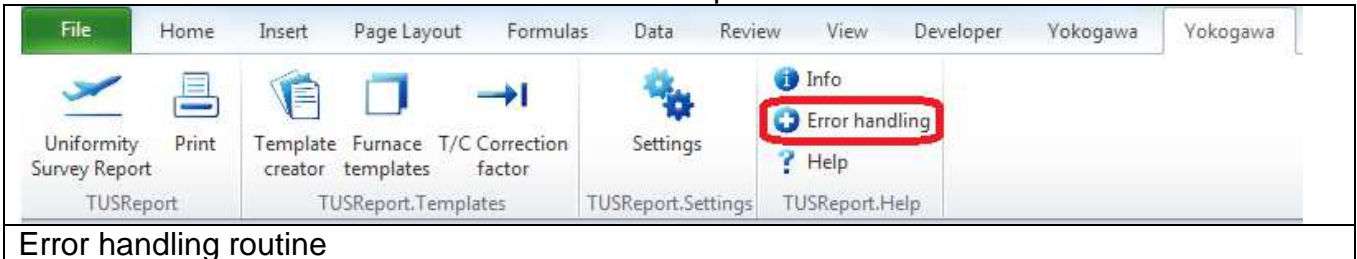 File Home Insert Page Layout Formulas Data Review View Developer Yokogawa Yokogawa
Uniformity Survey Report
Print
Template creator
Furnace templates
T/C Correction factor
Settings
Info
Error handling
Help
TUSReport TUSReport.Templates TUSReport.Settings TUSReport.Help
Error handling routine